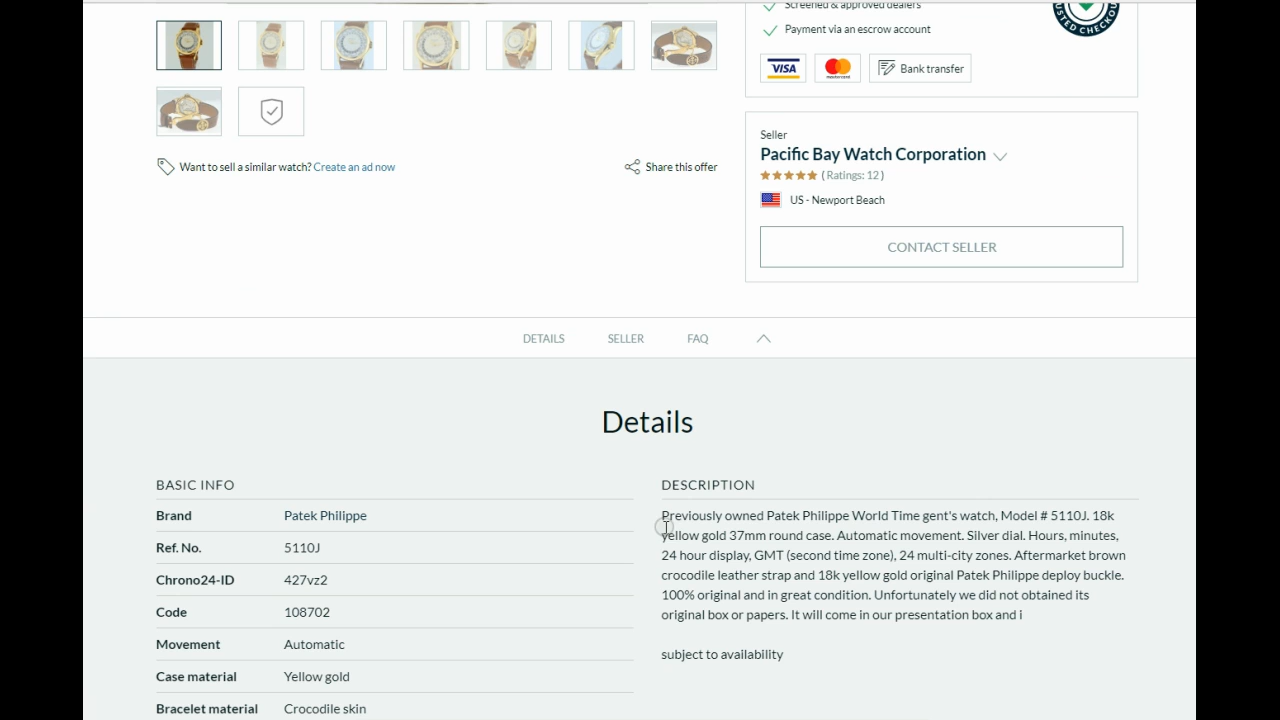 Screened & approved dealers
TRUSTED CHECKOUT
Payment via an escrow account
VISA
mastercard
Bank transfer
Want to sell a similar watch? Create an ad now
Share this offer
Seller
Pacific Bay Watch Corporation
( Ratings: 12 )
US - Newport Beach
CONTACT SELLER
DETAILS
SELLER
FAQ
Details
BASIC INFO
Brand Patek Philippe
Ref. No. 5110J
Chrono24-ID 427vz2
Code 108702
Movement Automatic
Case material Yellow gold
Bracelet material Crocodile skin
DESCRIPTION
Previously owned Patek Philippe World Time gent's watch, Model # 5110J. 18k
yellow gold 37mm round case. Automatic movement. Silver dial. Hours, minutes,
24 hour display, GMT (second time zone), 24 multi-city zones. Aftermarket brown
crocodile leather strap and 18k yellow gold original Patek Philippe deploy buckle.
100% original and in great condition. Unfortunately we did not obtained its
original box or papers. It will come in our presentation box and i
subject to availability